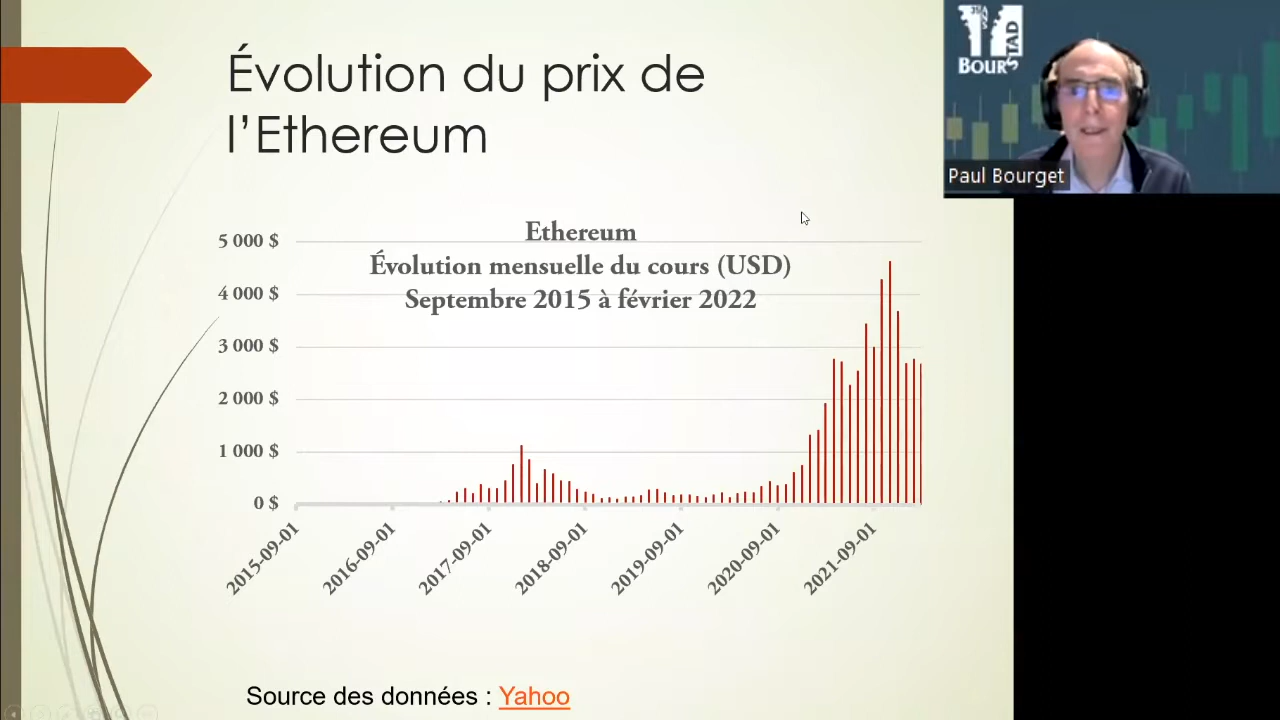 Évolution du prix de
l’Ethereum
BOURSTAD
Paul Bourget
Ethereum
Évolution mensuelle du cours (USD)
Septembre 2015 à février 2022
5 000 $
4 000 $
3 000 $
2 000 $
1 000 $
0 $
2015-09-01
2016-09-01
2017-09-01
2018-09-01
2019-09-01
2020-09-01
2021-09-01
Source des données : Yahoo